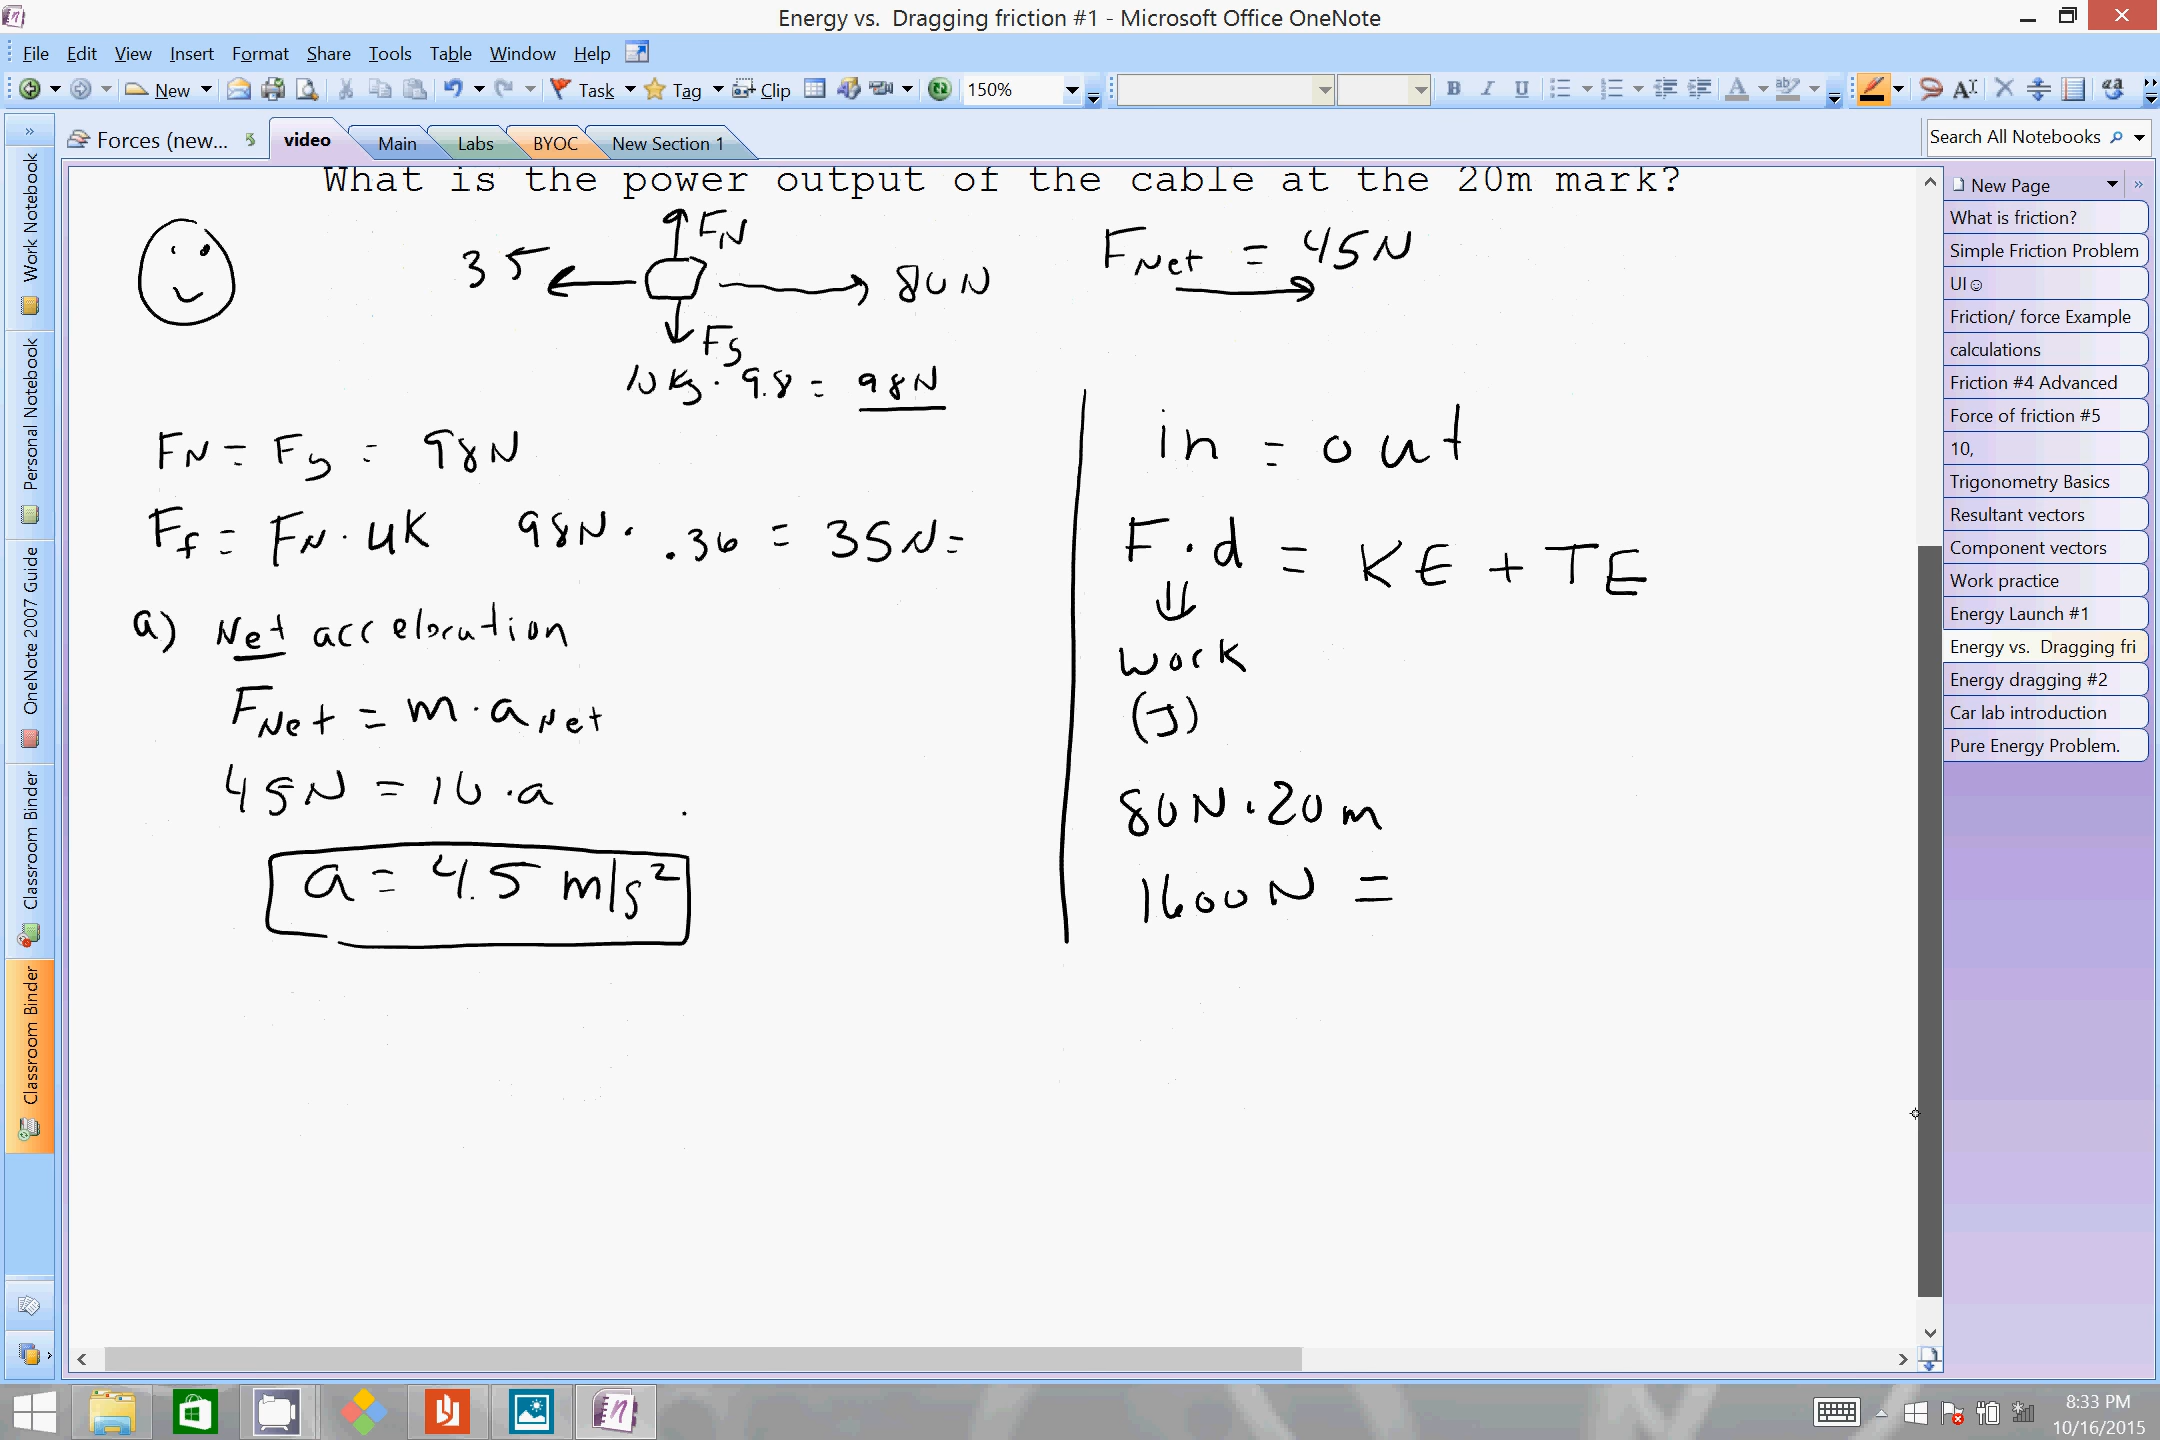 Energy vs. Dragging friction #1 - Microsoft Office OneNote
File Edit View Insert Format Share Tools Table Window Help
New Task Tag Clip 150% B I U
Forces (new... video Main Labs BYOC New Section 1
Search All Notebooks
Work Notebook
Personal Notebook
OneNote 2007 Guide
Classroom Binder
Classroom Binder
What is the power output of the cable at the 20m mark?
FN
35
80N
Fg
10 kg · 9.8 = 98N
FNet = 45N
FN = Fg = 98N
Ff = FN · uK 98N · .36 = 35N =
a) Net acceloration
FNet = m · aNet
45N = 10 · a
a = 4.5 m/s²
in = out
F · d = KE + TE
work
(J)
80N · 20m
1600N =
New Page
What is friction?
Simple Friction Problem
UI☺
Friction/ force Example
calculations
Friction #4 Advanced
Force of friction #5
10,
Trigonometry Basics
Resultant vectors
Component vectors
Work practice
Energy Launch #1
Energy vs. Dragging fri
Energy dragging #2
Car lab introduction
Pure Energy Problem.
8:33 PM
10/16/2015